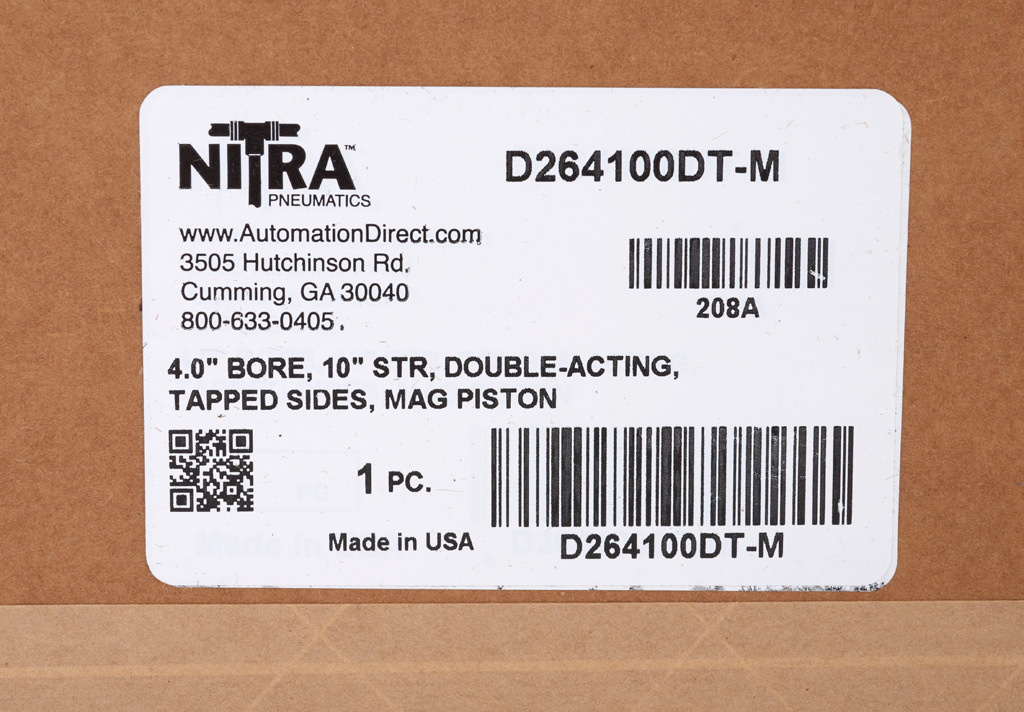 NITRA™
PNEUMATICS
www.AutomationDirect.com
3505 Hutchinson Rd.
Cumming, GA 30040
800-633-0405.
D264100DT-M
208A
4.0" BORE, 10" STR, DOUBLE-ACTING,
TAPPED SIDES, MAG PISTON
1 PC.
Made in USA
D264100DT-M